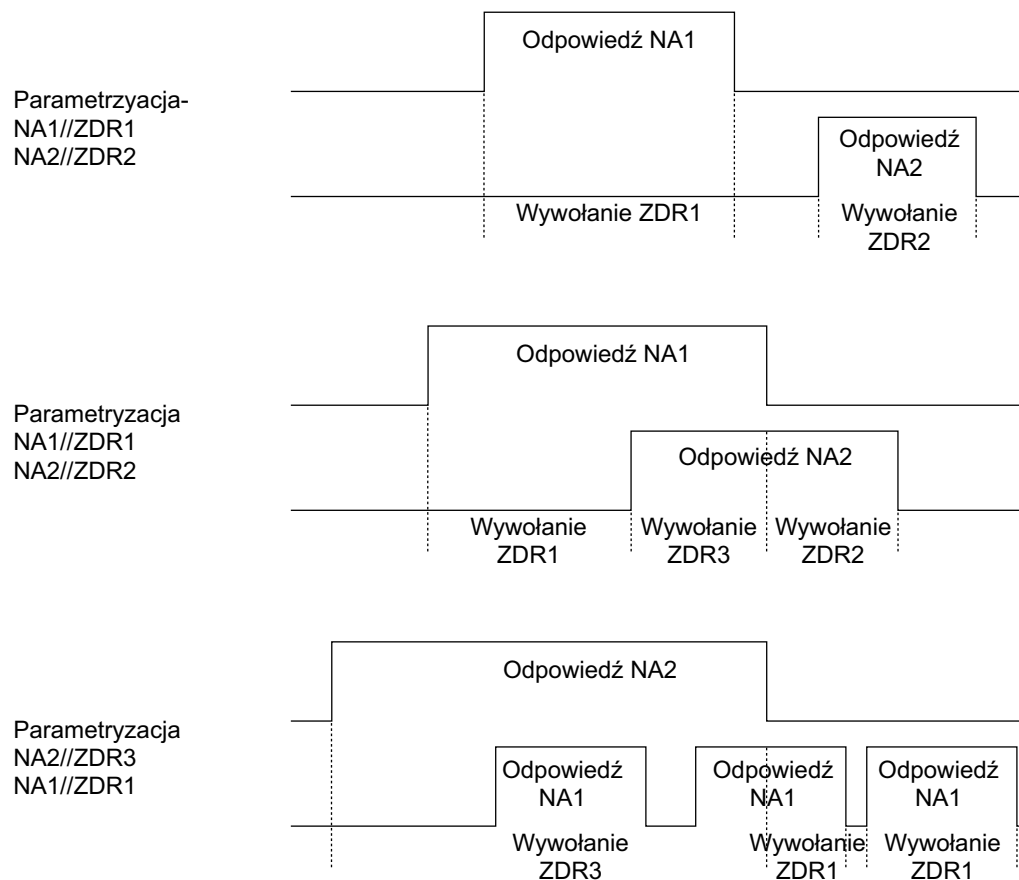 Odpowiedź NA1
Parametrzyacja-
NA1//ZDR1
NA2//ZDR2
Odpowiedź
NA2
Wywołanie ZDR1
Wywołanie
ZDR2
Odpowiedź NA1
Parametryzacja
NA1//ZDR1
NA2//ZDR2
Odpowiedź NA2
Wywołanie
ZDR1
Wywołanie
ZDR3
Wywołanie
ZDR2
Odpowiedź NA2
Parametryzacja
NA2//ZDR3
NA1//ZDR1
Odpowiedź
NA1
Odpowiedź
NA1
Odpowiedź
NA1
Wywołanie
ZDR3
Wywołanie
ZDR1
Wywołanie
ZDR1